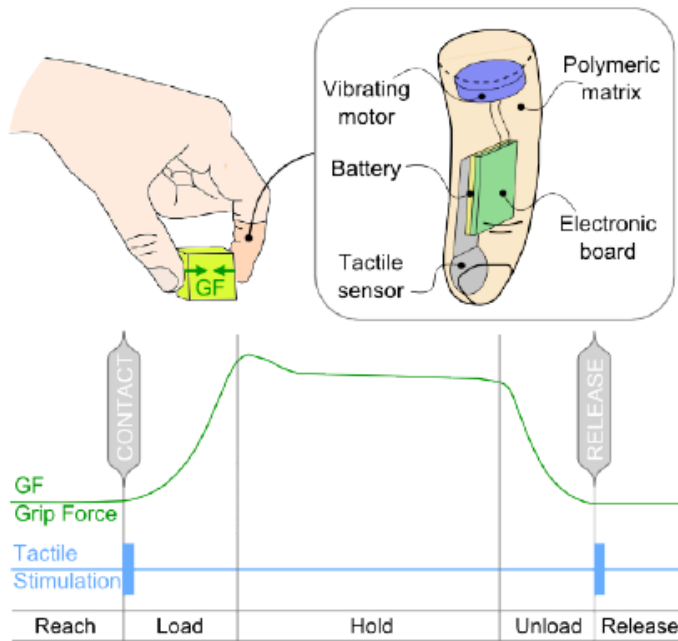 Vibrating
motor
Polymeric
matrix
Battery
Electronic
board
Tactile
sensor
GF
CONTACT
RELEASE
GF
Grip Force
Tactile
Stimulation
Reach Load Hold Unload Release